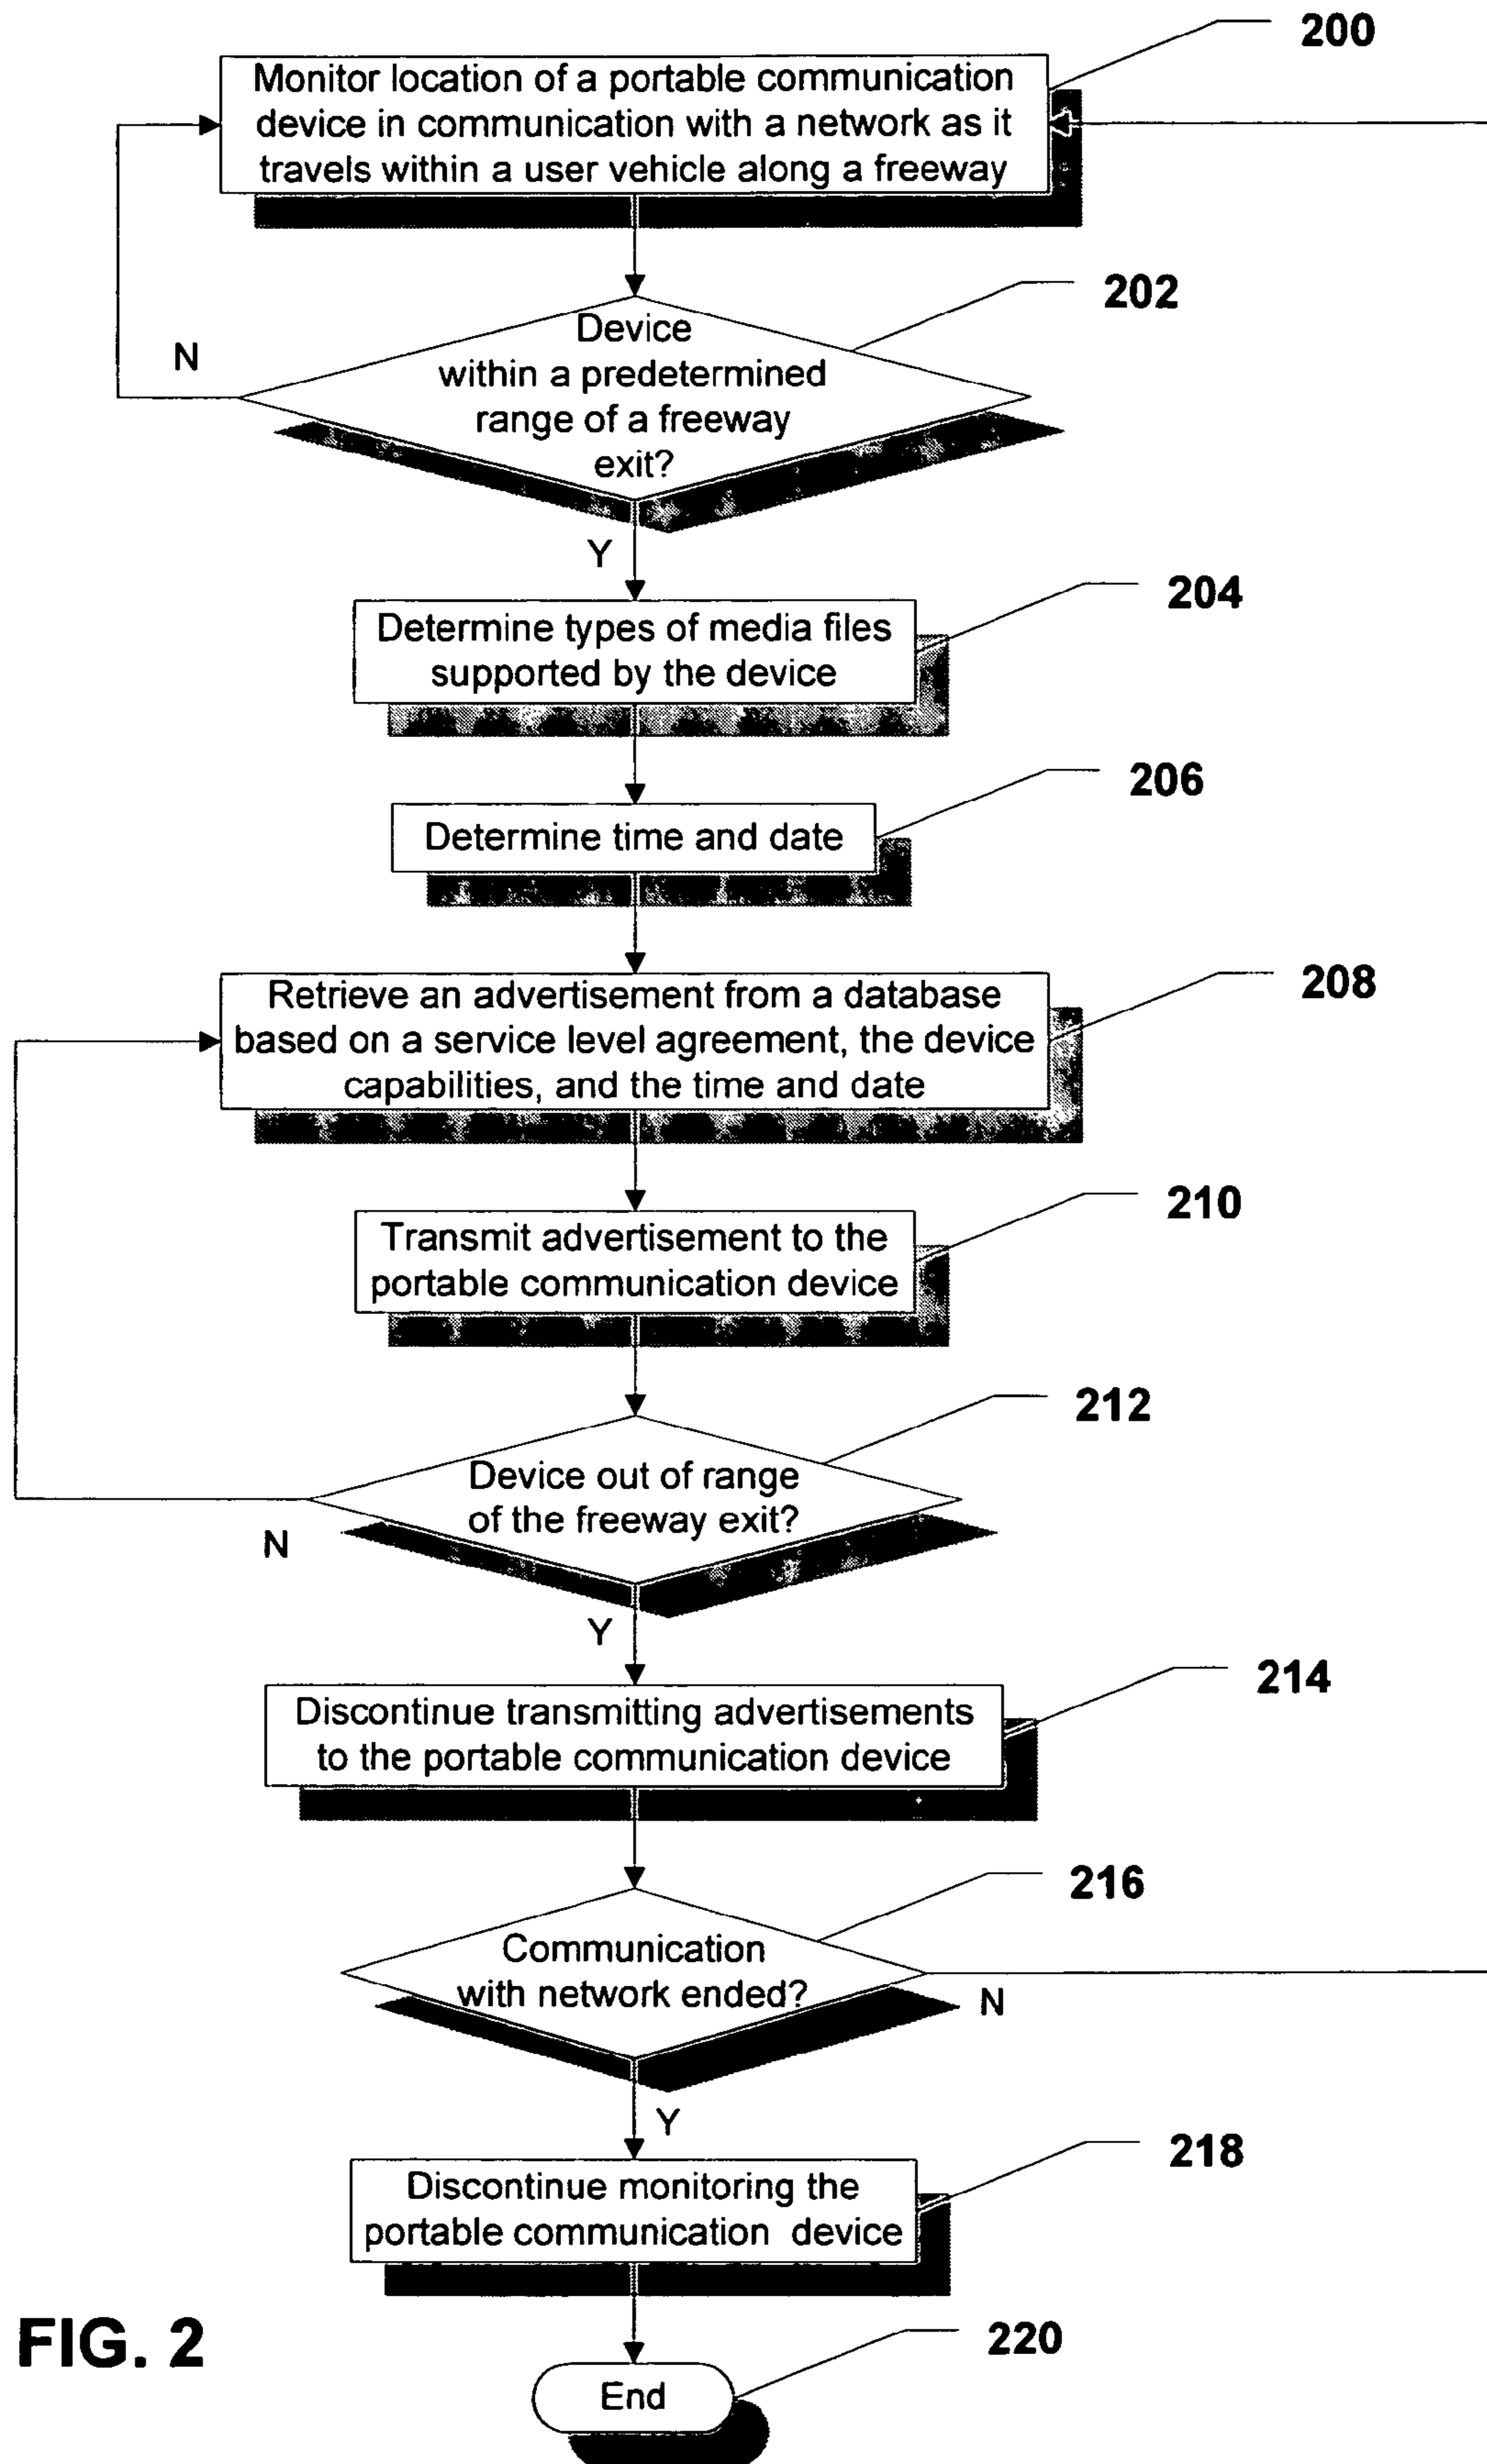 200
Monitor location of a portable communication
device in communication with a network as it
travels within a user vehicle along a freeway
202
Device
within a predetermined
range of a freeway
exit?
N
Y
204
Determine types of media files
supported by the device
206
Determine time and date
208
Retrieve an advertisement from a database
based on a service level agreement, the device
capabilities, and the time and date
210
Transmit advertisement to the
portable communication device
212
Device out of range
of the freeway exit?
N
Y
214
Discontinue transmitting advertisements
to the portable communication device
216
Communication
with network ended?
N
Y
218
Discontinue monitoring the
portable communication device
220
End
FIG. 2